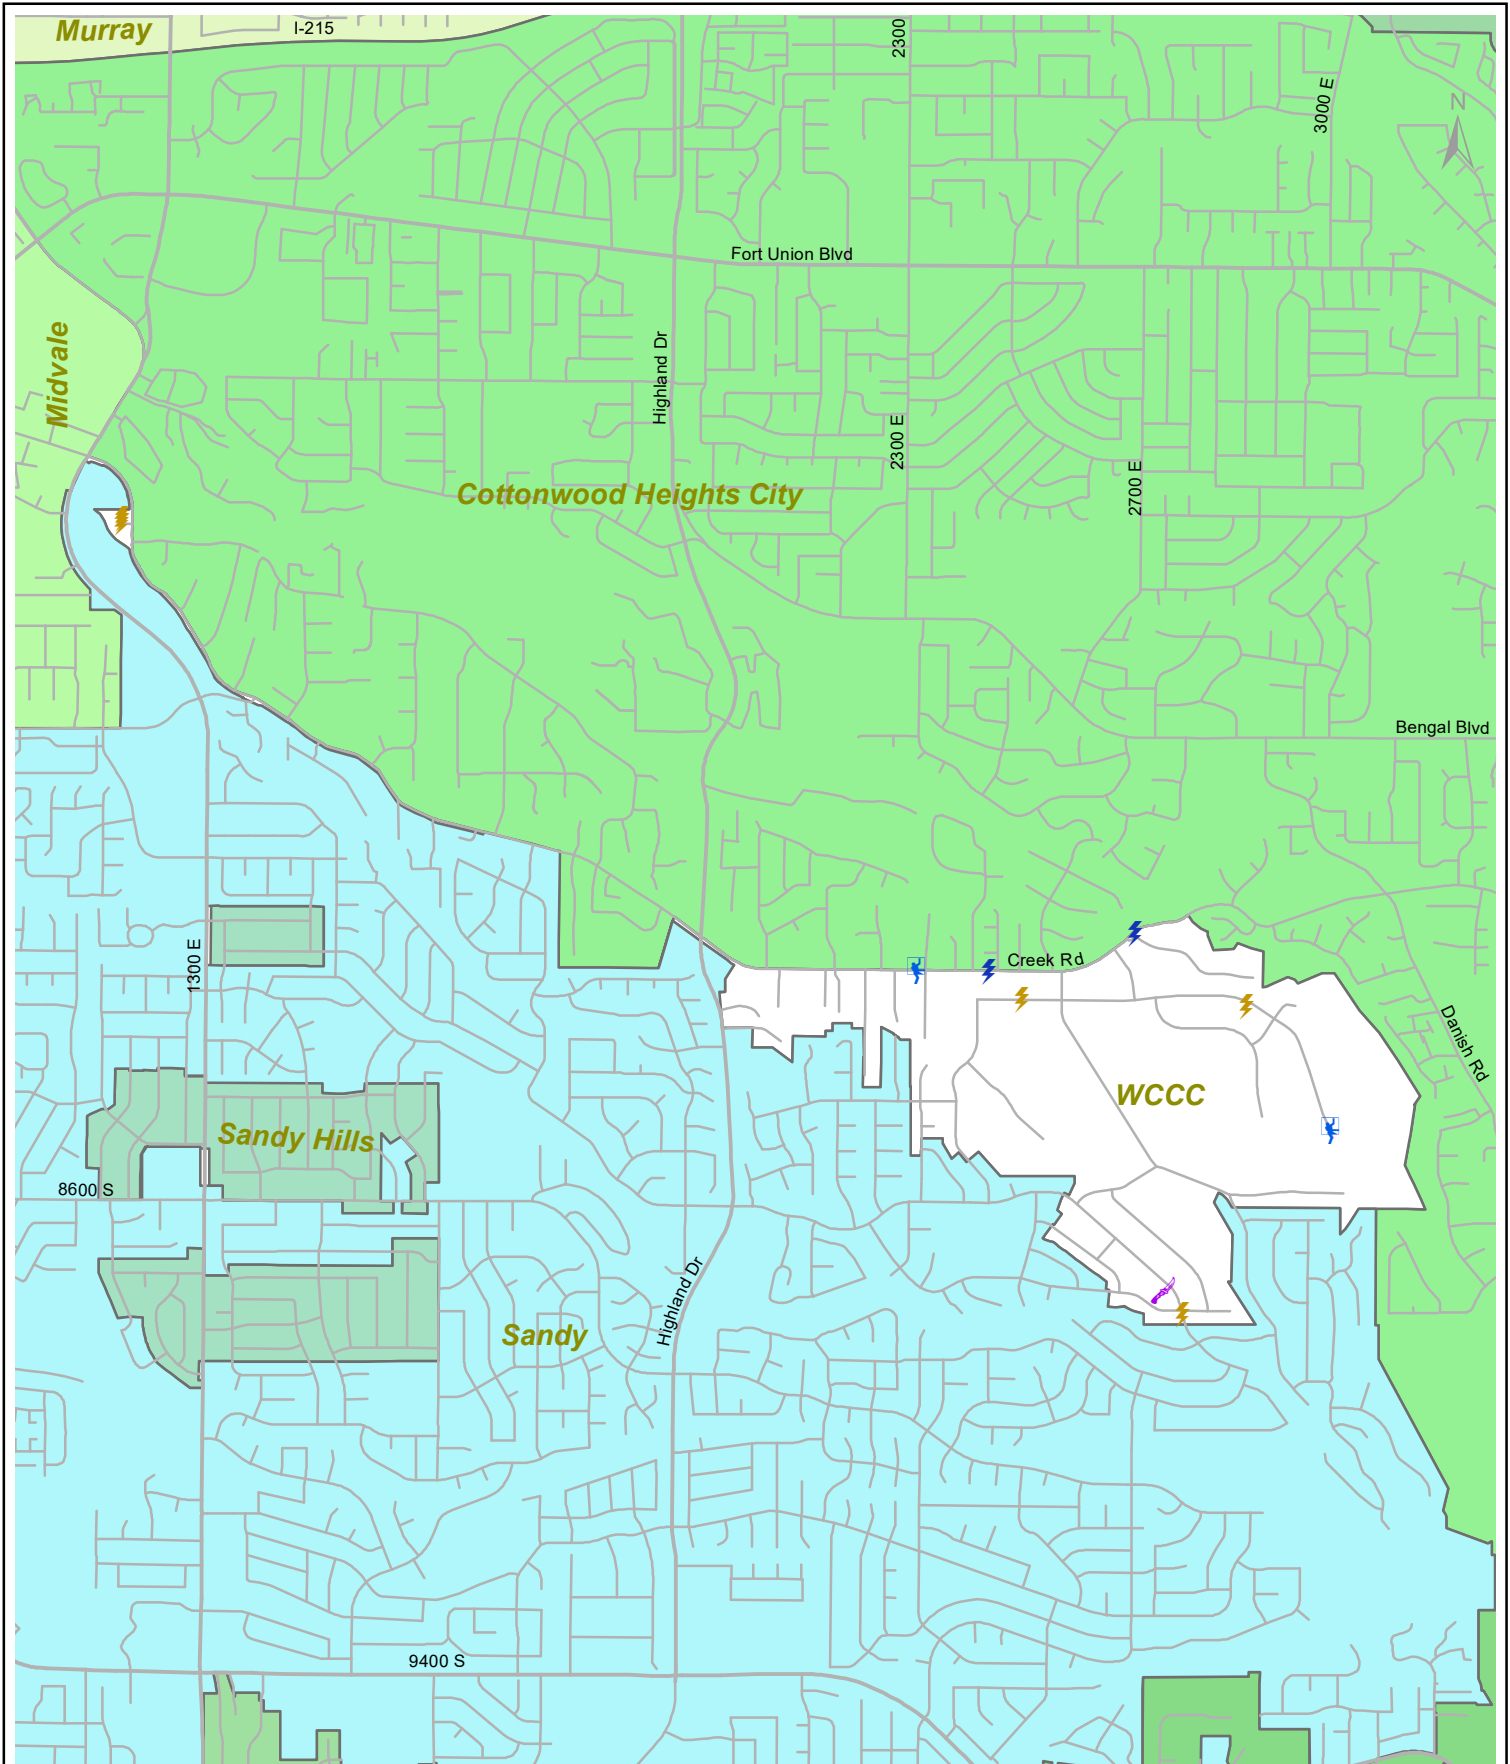 Murray
I-215
2300
3000 E
N
Fort Union Blvd
Midvale
Highland Dr
2300 E
Cottonwood Heights City
2700 E
Bengal Blvd
1300 E
Creek Rd
Danish Rd
WCCC
Sandy Hills
8600 S
Highland Dr
Sandy
9400 S